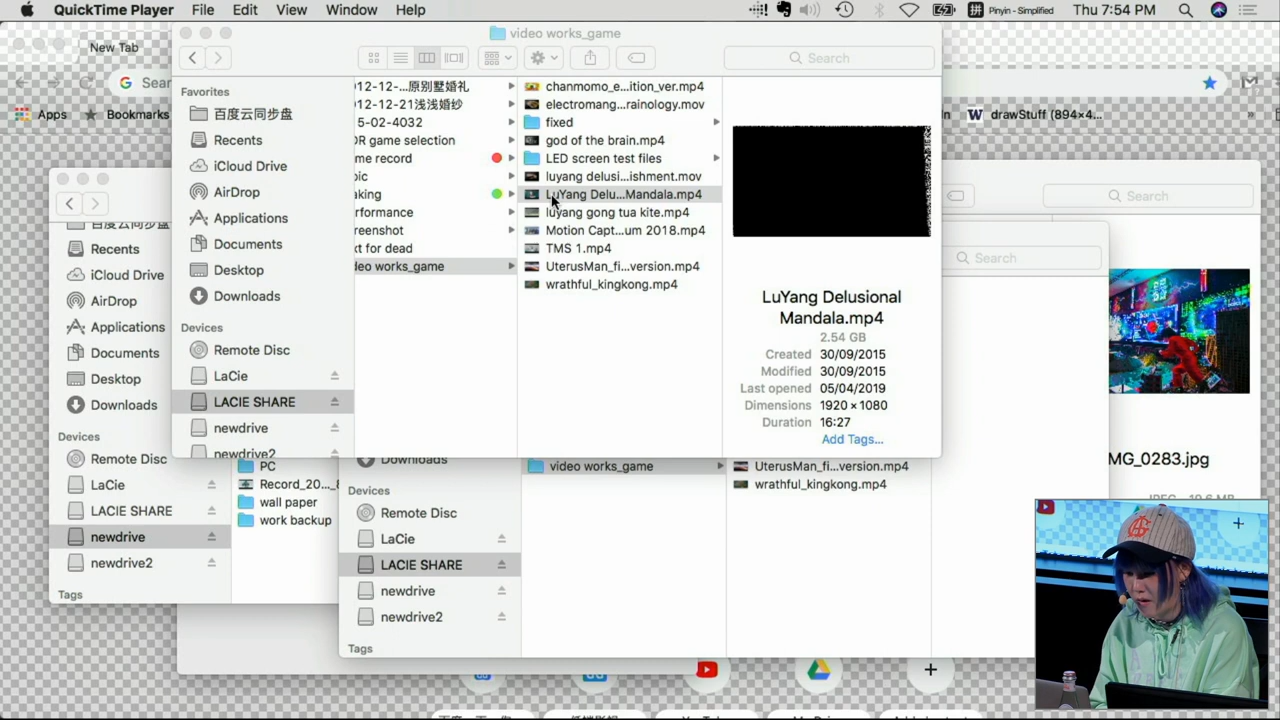 QuickTime Player File Edit View Window Help Pinyin - Simplified Thu 7:54 PM
New Tab
video works_game
Search
Apps Bookmarks drawStuff (894×4...
Favorites
百度云同步盘
Recents
iCloud Drive
AirDrop
Applications
Documents
Desktop
Downloads
Devices
Remote Disc
LaCie
LACIE SHARE
newdrive
newdrive2
12-12-...原别墅婚礼
12-12-21浅浅婚纱
5-02-4032
OR game selection
me record
pic
aking
rformance
reenshot
xt for dead
deo works_game
chanmomo_e...ition_ver.mp4
electromang...rainology.mov
fixed
god of the brain.mp4
LED screen test files
luyang delusi...ishment.mov
LuYang Delu...Mandala.mp4
luyang gong tua kite.mp4
Motion Capt...um 2018.mp4
TMS 1.mp4
UterusMan_fi...version.mp4
wrathful_kingkong.mp4
LuYang Delusional
Mandala.mp4
2.54 GB
Created 30/09/2015
Modified 30/09/2015
Last opened 05/04/2019
Dimensions 1920 × 1080
Duration 16:27
Add Tags...
百度云同步盘
Recents
iCloud Drive
AirDrop
Applications
Documents
Desktop
Downloads
Devices
Remote Disc
LaCie
LACIE SHARE
newdrive
newdrive2
Tags
PC
Record_20..._8
wall paper
work backup
Search
Search
Downloads
Devices
Remote Disc
LaCie
LACIE SHARE
newdrive
newdrive2
Tags
video works_game
UterusMan_fi...version.mp4
wrathful_kingkong.mp4
MG_0283.jpg